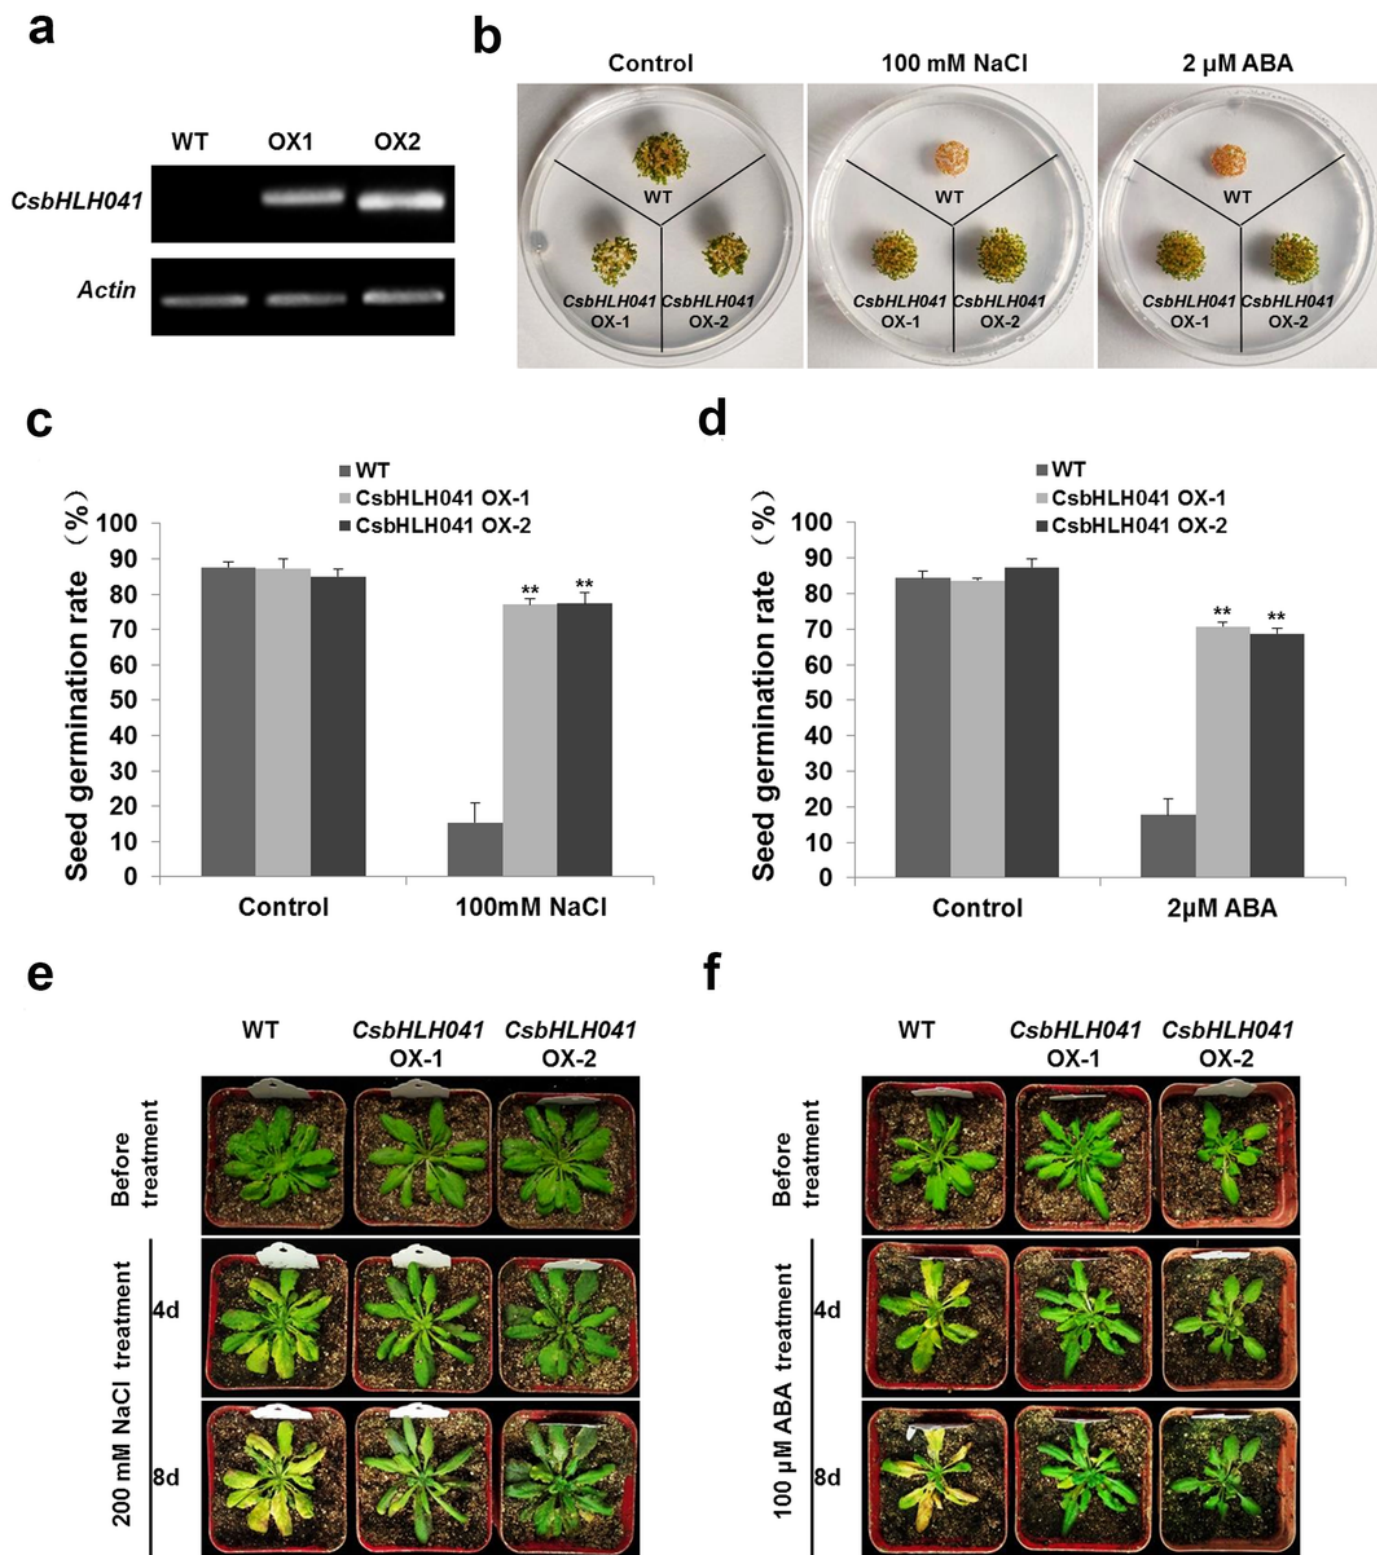 a
WT OX1 OX2
CsbHLH041
Actin
b
Control 100 mM NaCl 2 µM ABA
WT
CsbHLH041 CsbHLH041
OX-1 OX-2
WT
CsbHLH041 CsbHLH041
OX-1 OX-2
WT
CsbHLH041 CsbHLH041
OX-1 OX-2
c
WT
CsbHLH041 OX-1
CsbHLH041 OX-2
Seed germination rate (%)
100
90
80
70
60
50
40
30
20
10
0
** **
Control 100mM NaCl
d
WT
CsbHLH041 OX-1
CsbHLH041 OX-2
Seed germination rate (%)
100
90
80
70
60
50
40
30
20
10
0
** **
Control 2µM ABA
e
WT CsbHLH041 CsbHLH041
OX-1 OX-2
Before
treatment
200 mM NaCl treatment
4d
8d
f
WT CsbHLH041 CsbHLH041
OX-1 OX-2
Before
treatment
100 µM ABA treatment
4d
8d